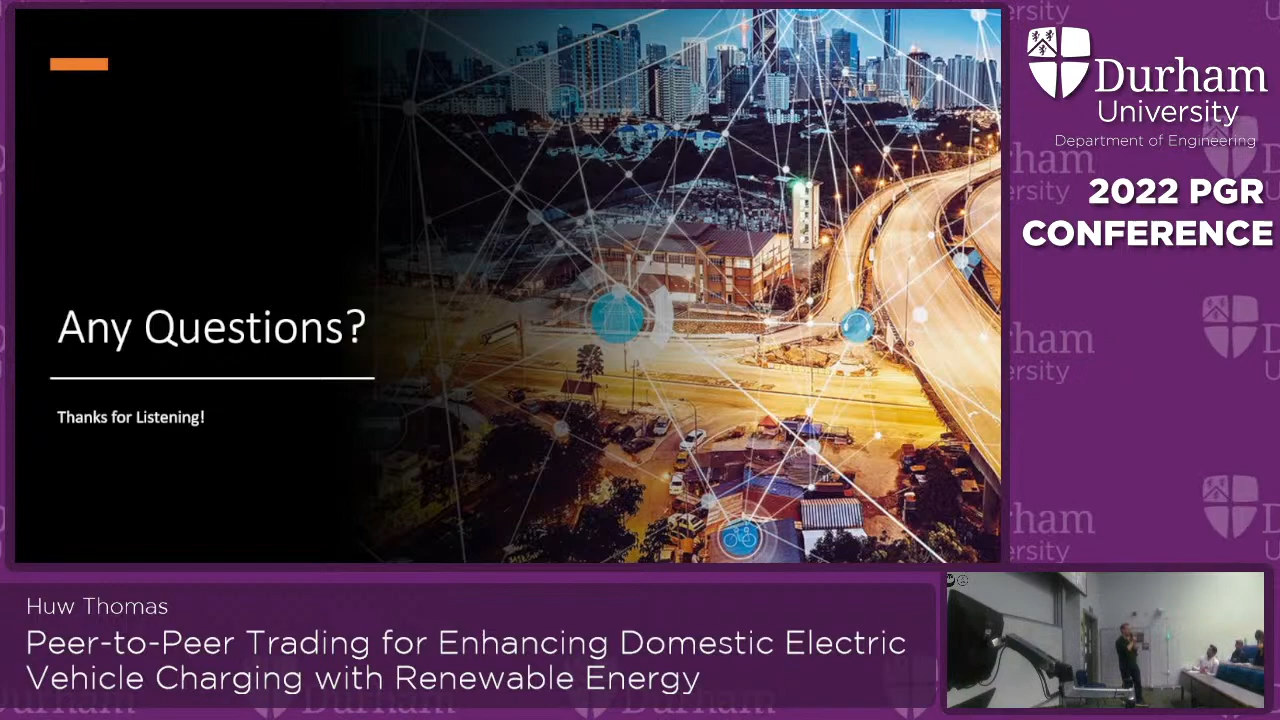 Any Questions?
Thanks for Listening!
Durham
University
Department of Engineering
2022 PGR
CONFERENCE
Huw Thomas
Peer-to-Peer Trading for Enhancing Domestic Electric
Vehicle Charging with Renewable Energy